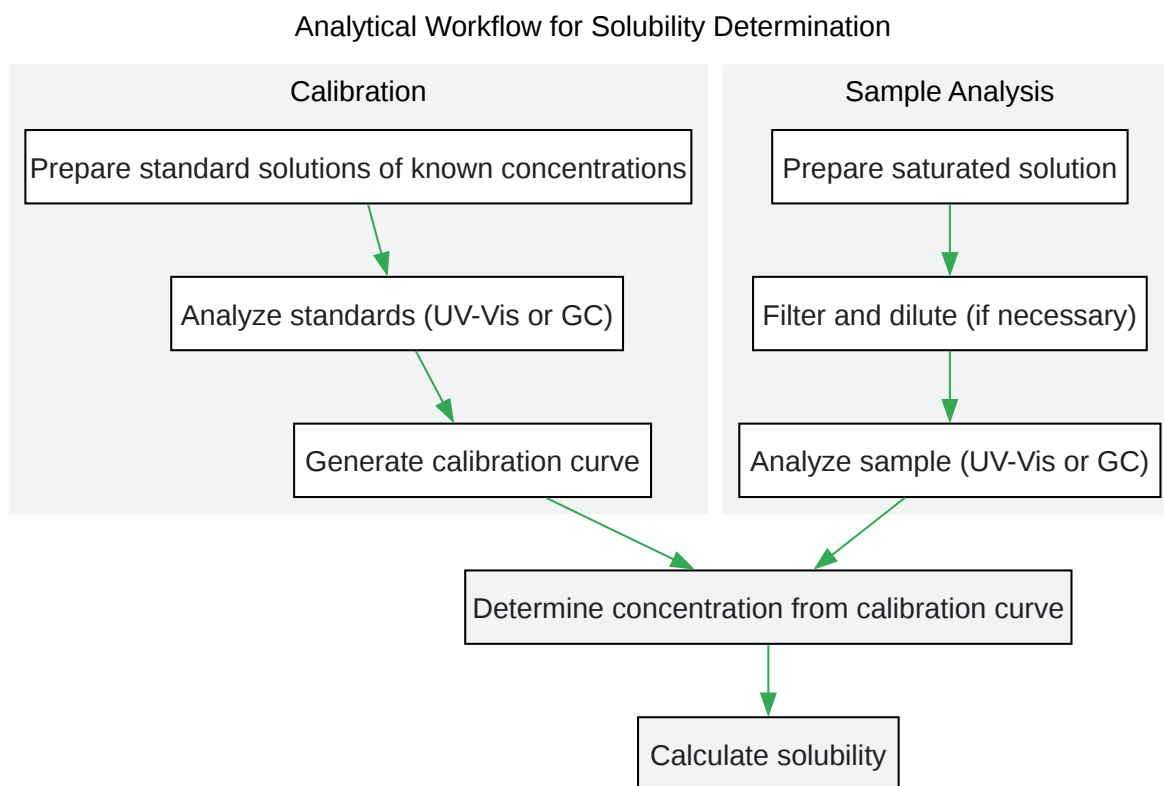 Analytical Workflow for Solubility Determination
Calibration
Prepare standard solutions of known concentrations
Analyze standards (UV-Vis or GC)
Generate calibration curve
Sample Analysis
Prepare saturated solution
Filter and dilute (if necessary)
Analyze sample (UV-Vis or GC)
Determine concentration from calibration curve
Calculate solubility